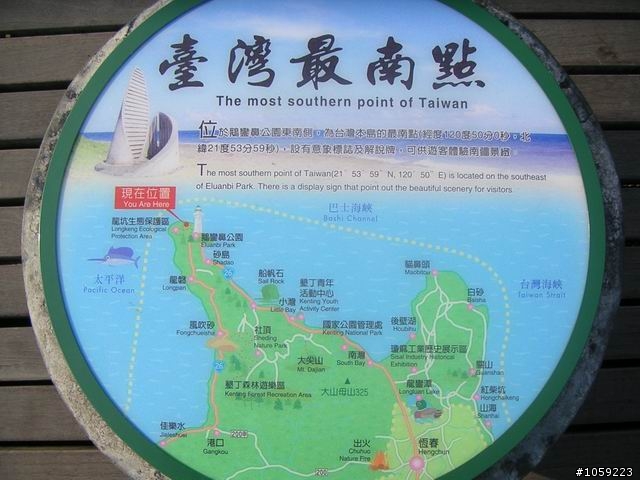 臺灣最南點
The most southern point of Taiwan
位於鵝鑾鼻公園東南側，為台灣本島的最南點(經度120度50分0秒，北
緯21度53分59秒)，設有意象標誌及解說牌，可供遊客體驗南疆景緻。
The most southern point of Taiwan(21° 53′ 59″ N, 120° 50′ E) is located on the southeast
of Eluanbi Park. There is a display sign that point out the beautiful scenery for visitors.
現在位置
You Are Here
龍坑生態保護區
Longkeng Ecological
Protection Area
鵝鑾鼻公園
Eluanbi Park
巴士海峽
Bashi Channel
太平洋
Pacific Ocean
砂島
Shadao
龍磐
Longpan
25
船帆石
Sail Rock
墾丁青年
活動中心
Kenting Youth
Activity Center
小灣
Little Bay
貓鼻頭
Maobitou
白砂
Baisha
台灣海峽
Taiwan Strait
風吹砂
Fongchueisha
社頂
Sheding
Nature Park
國家公園管理處
Kenting National Park
後壁湖
Houbihu
大尖山
Mt. Dajian
南灣
South Bay
瓊麻工業歷史展示區
Sisal Industry Historical
Exhibition
關山
Guanshan
26
墾丁森林遊樂區
Kenting Forest Recreation Area
大山母山325
龍鑾潭
Longluan Lake
紅柴坑
Hongchaikeng
山海
Shanhai
佳樂水
Jialeshuei
港口
Gangkou
200甲
出火
Chuhuo
Nature Fire
恆春
Hengchun
200
#1059223